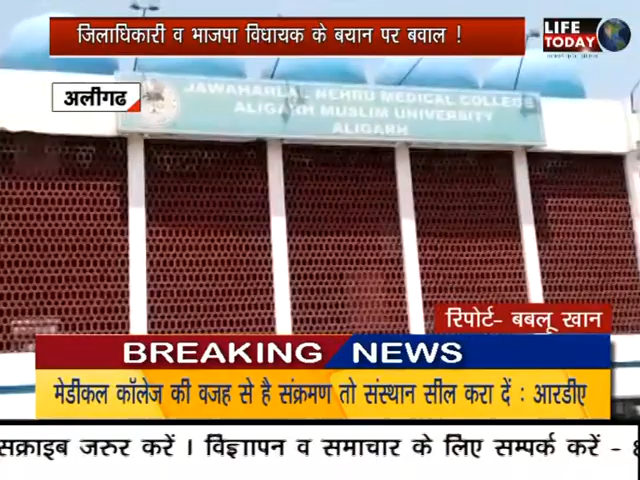 जिलाधिकारी व भाजपा विधायक के बयान पर बवाल !
LIFE
TODAY
अलीगढ
JAWAHARLAL NEHRU MEDICAL COLLEGE
ALIGARH MUSLIM UNIVERSITY
ALIGARH
रिपोर्ट- बबलू खान
BREAKING NEWS
मेडीकल कॉलेज की वजह से है संक्रमण तो संस्थान सील करा दें : आरडीए
सक्राइब जरुर करें । विज्ञाापन व समाचार के लिए सम्पर्क करें -